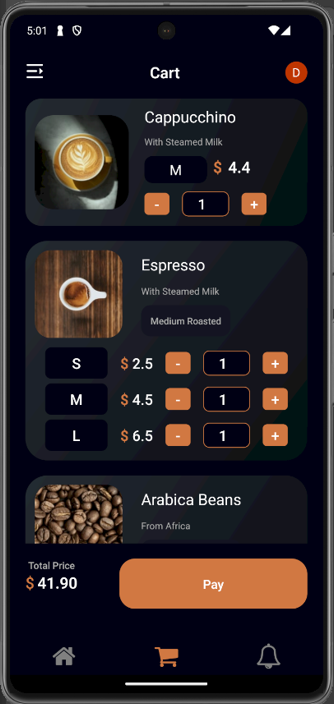 5:01
Cart
D
Cappucchino
With Steamed Milk
M $ 4.4
- 1 +
Espresso
With Steamed Milk
Medium Roasted
S $ 2.5 - 1 +
M $ 4.5 - 1 +
L $ 6.5 - 1 +
Arabica Beans
From Africa
Total Price
$ 41.90
Pay